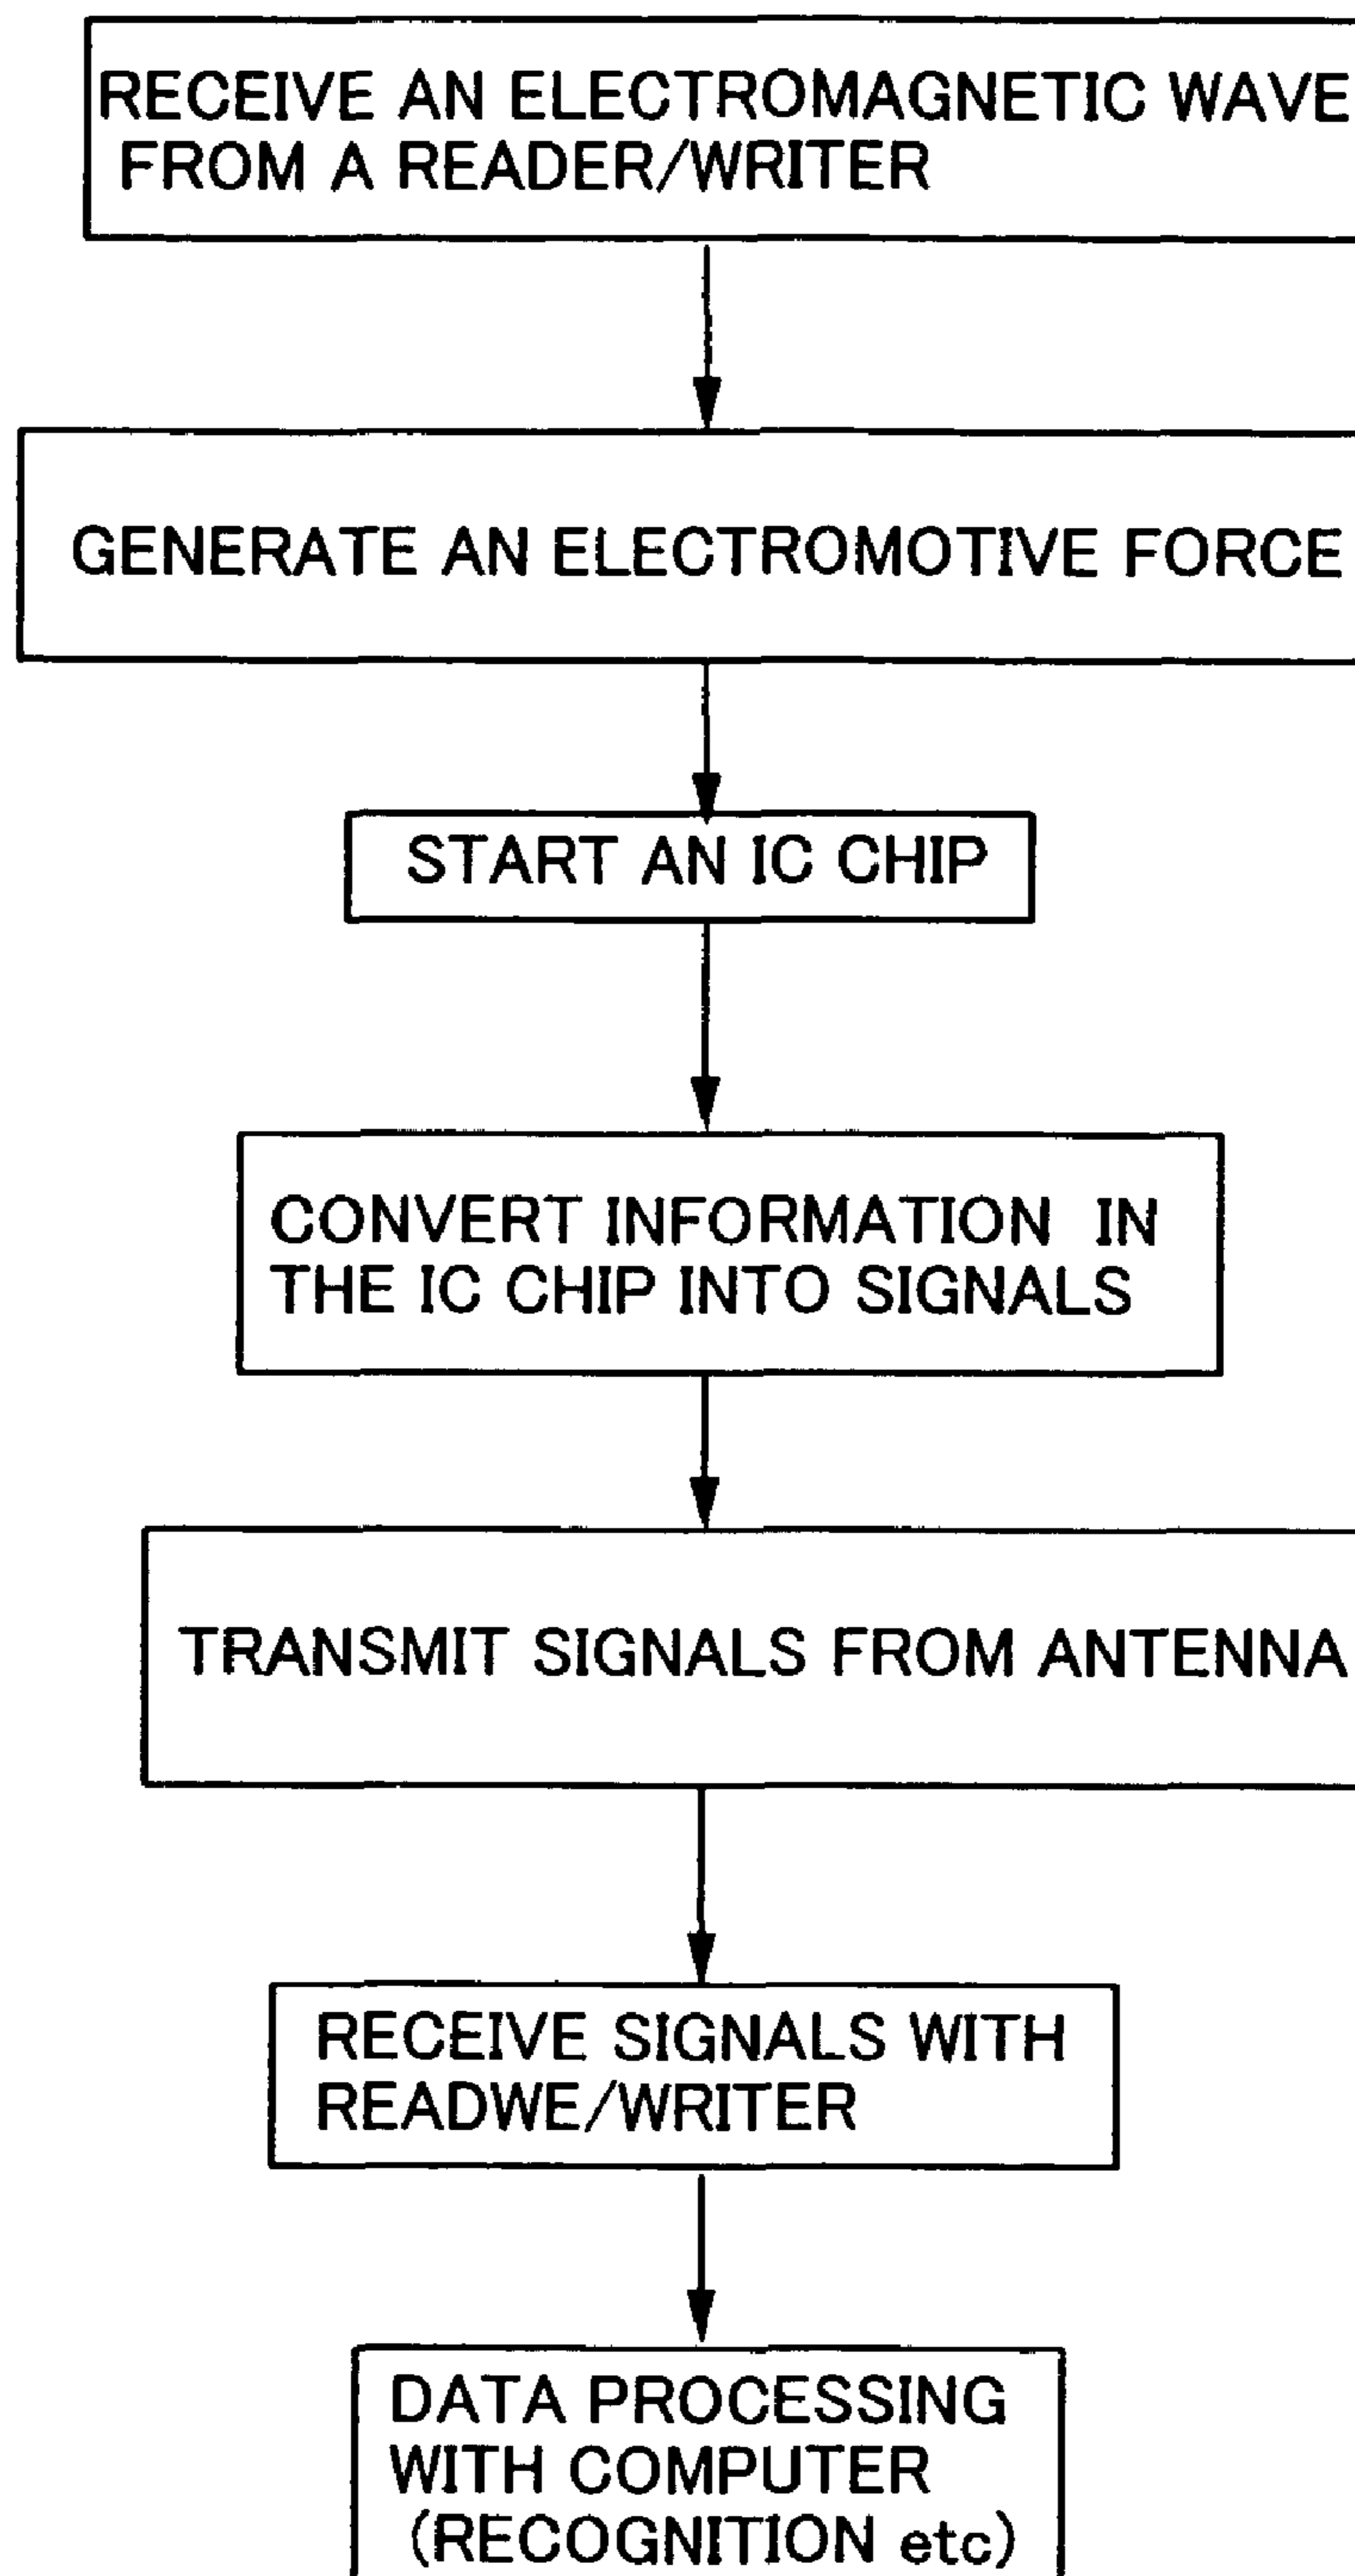 RECEIVE AN ELECTROMAGNETIC WAVE
FROM A READER/WRITER
GENERATE AN ELECTROMOTIVE FORCE
START AN IC CHIP
CONVERT INFORMATION IN
THE IC CHIP INTO SIGNALS
TRANSMIT SIGNALS FROM ANTENNA
RECEIVE SIGNALS WITH
READWE/WRITER
DATA PROCESSING
WITH COMPUTER
(RECOGNITION etc)